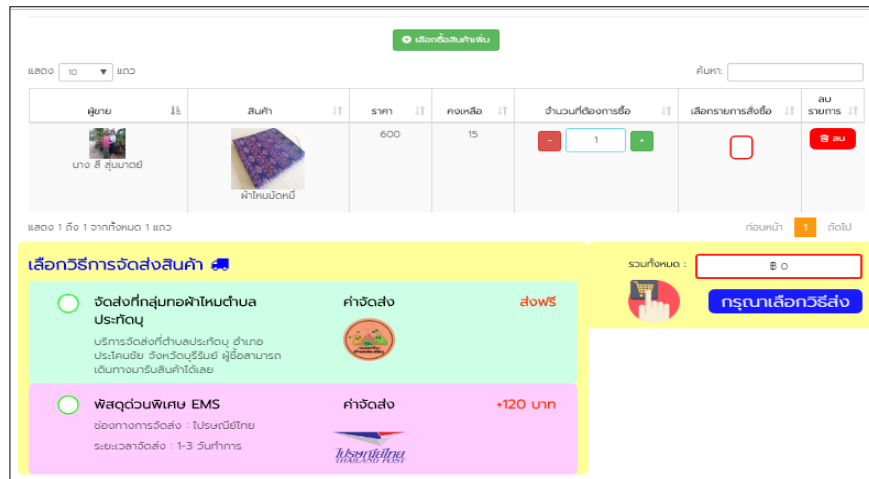 เลือกซื้อสินค้าเพิ่ม
แสดง 10 แถว
ค้นหา:
ผู้ขาย สินค้า ราคา คงเหลือ จำนวนที่ต้องการซื้อ เลือกรายการสั่งซื้อ ลบ
รายการ
600 15 - 1 + ลบ
นาง ลี สุ่มมาตย์
ผ้าไหมมัดหมี่
แสดง 1 ถึง 1 จากทั้งหมด 1 แถว
ก่อนหน้า 1 ถัดไป
เลือกวิธีการจัดส่งสินค้า
รวมทั้งหมด : ฿ 0
กรุณาเลือกวิธีส่ง
จัดส่งที่กลุ่มทอผ้าไหมตำบล
ประทัดบุ
ค่าจัดส่ง
ส่งฟรี
บริการจัดส่งที่ตำบลประทัดบุ อำเภอ
ประโคนชัย จังหวัดบุรีรัมย์ ผู้ซื้อสามารถ
เดินทางมารับสินค้าได้เลย
พัสดุด่วนพิเศษ EMS
ค่าจัดส่ง
+120 บาท
ช่องทางการจัดส่ง : ไปรษณีย์ไทย
ระยะเวลาจัดส่ง : 1-3 วันทำการ
ไปรษณีย์ไทย
THAILAND POST